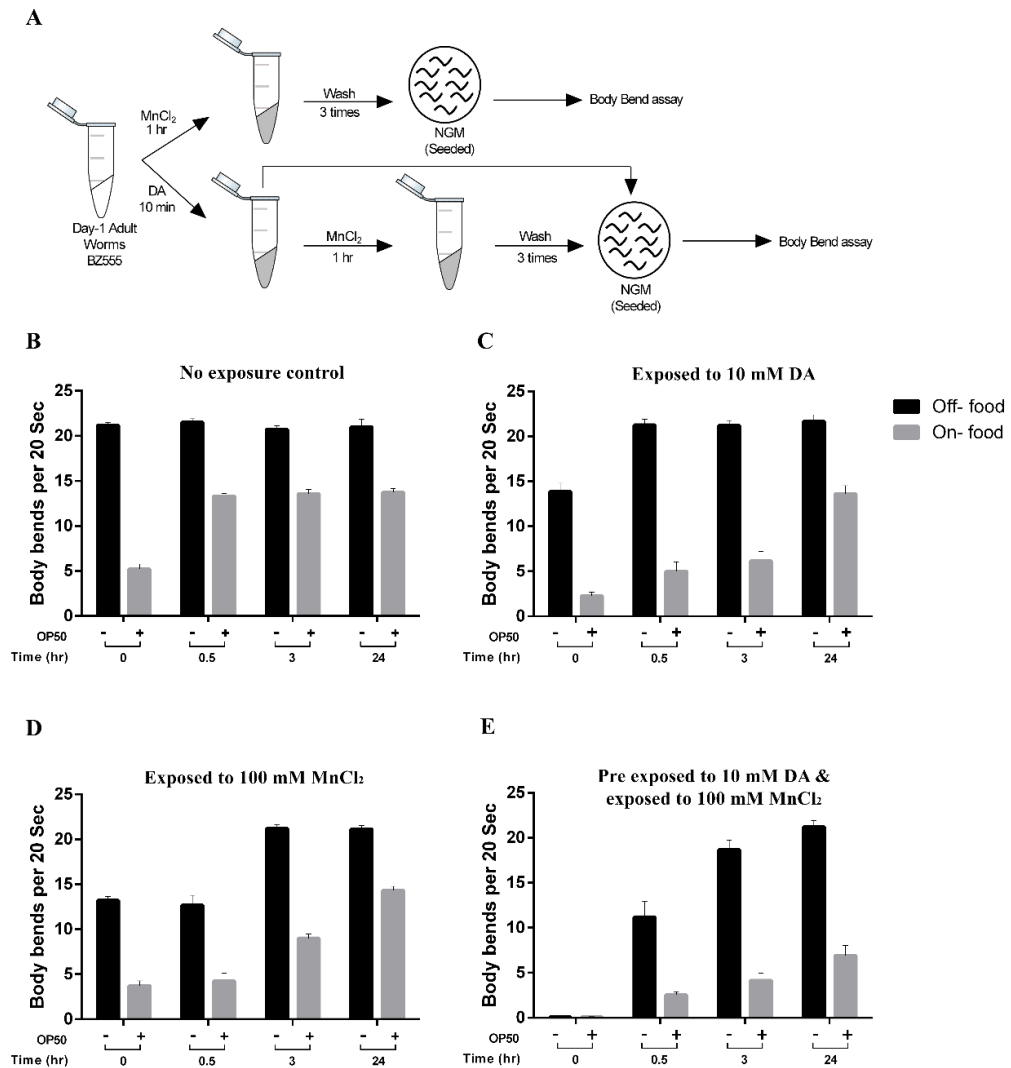 A
MnCl₂
1 hr
DA
10 min
Day-1 Adult
Worms
BZ555
Wash
3 times
NGM
(Seeded)
Body Bend assay
MnCl₂
1 hr
Wash
3 times
NGM
(Seeded)
Body Bend assay
B
No exposure control
Body bends per 20 Sec
25
20
15
10
5
0
OP50 - + - + - + - +
Time (hr) 0 0.5 3 24
C
Exposed to 10 mM DA
Body bends per 20 Sec
25
20
15
10
5
0
OP50 - + - + - + - +
Time (hr) 0 0.5 3 24
Off- food
On- food
D
Exposed to 100 mM MnCl₂
Body bends per 20 Sec
25
20
15
10
5
0
OP50 - + - + - + - +
Time (hr) 0 0.5 3 24
E
Pre exposed to 10 mM DA &
exposed to 100 mM MnCl₂
Body bends per 20 Sec
25
20
15
10
5
0
OP50 - + - + - + - +
Time (hr) 0 0.5 3 24